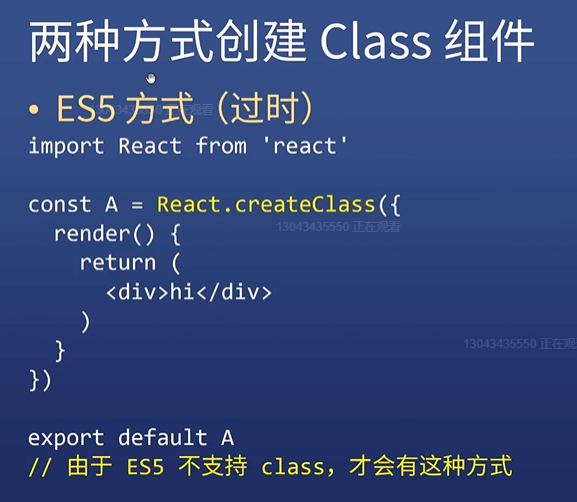 两种方式创建 Class 组件
• ES5 方式（过时）
正在观看
import React from 'react'
const A = React.createClass({
13043435550 正在观看
render() {
return (
<div>hi</div>
)
13043435550 正在观
}
})
export default A
// 由于 ES5 不支持 class，才会有这种方式